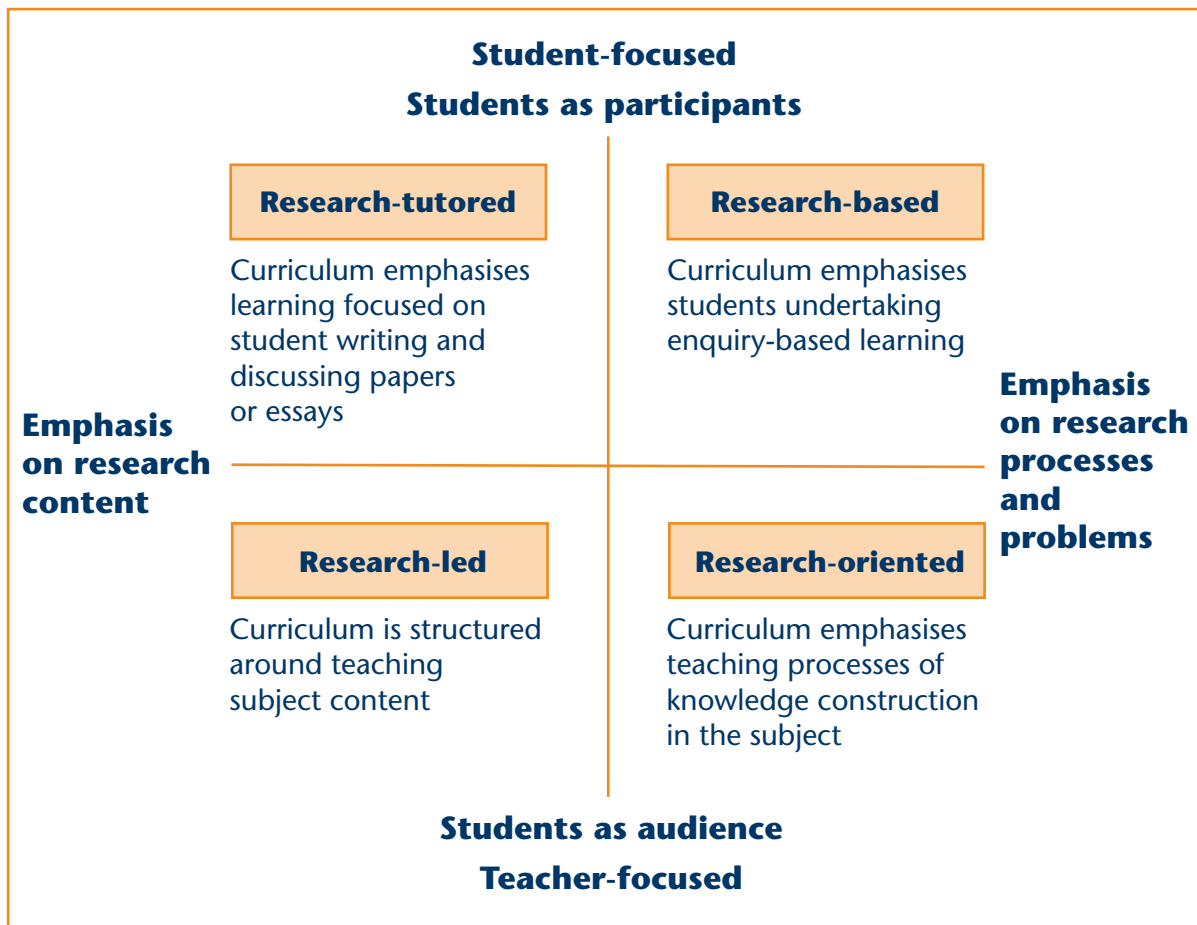 Student-focused
Students as participants
Research-tutored
Curriculum emphasises
learning focused on
student writing and
discussing papers
or essays
Research-based
Curriculum emphasises
students undertaking
enquiry-based learning
Emphasis
on research
content
Emphasis
on research
processes
and
problems
Research-led
Curriculum is structured
around teaching
subject content
Research-oriented
Curriculum emphasises
teaching processes of
knowledge construction
in the subject
Students as audience
Teacher-focused